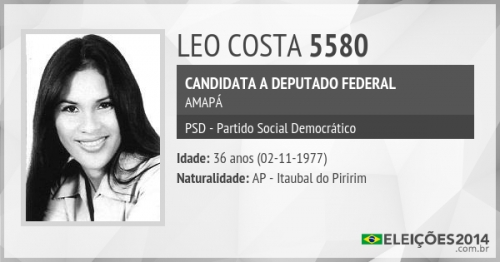 LEO COSTA 5580
CANDIDATA A DEPUTADO FEDERAL
AMAPÁ
PSD - Partido Social Democrático
Idade: 36 anos (02-11-1977)
Naturalidade: AP - Itaubal do Piririm
ELEIÇÕES2014
.com.br